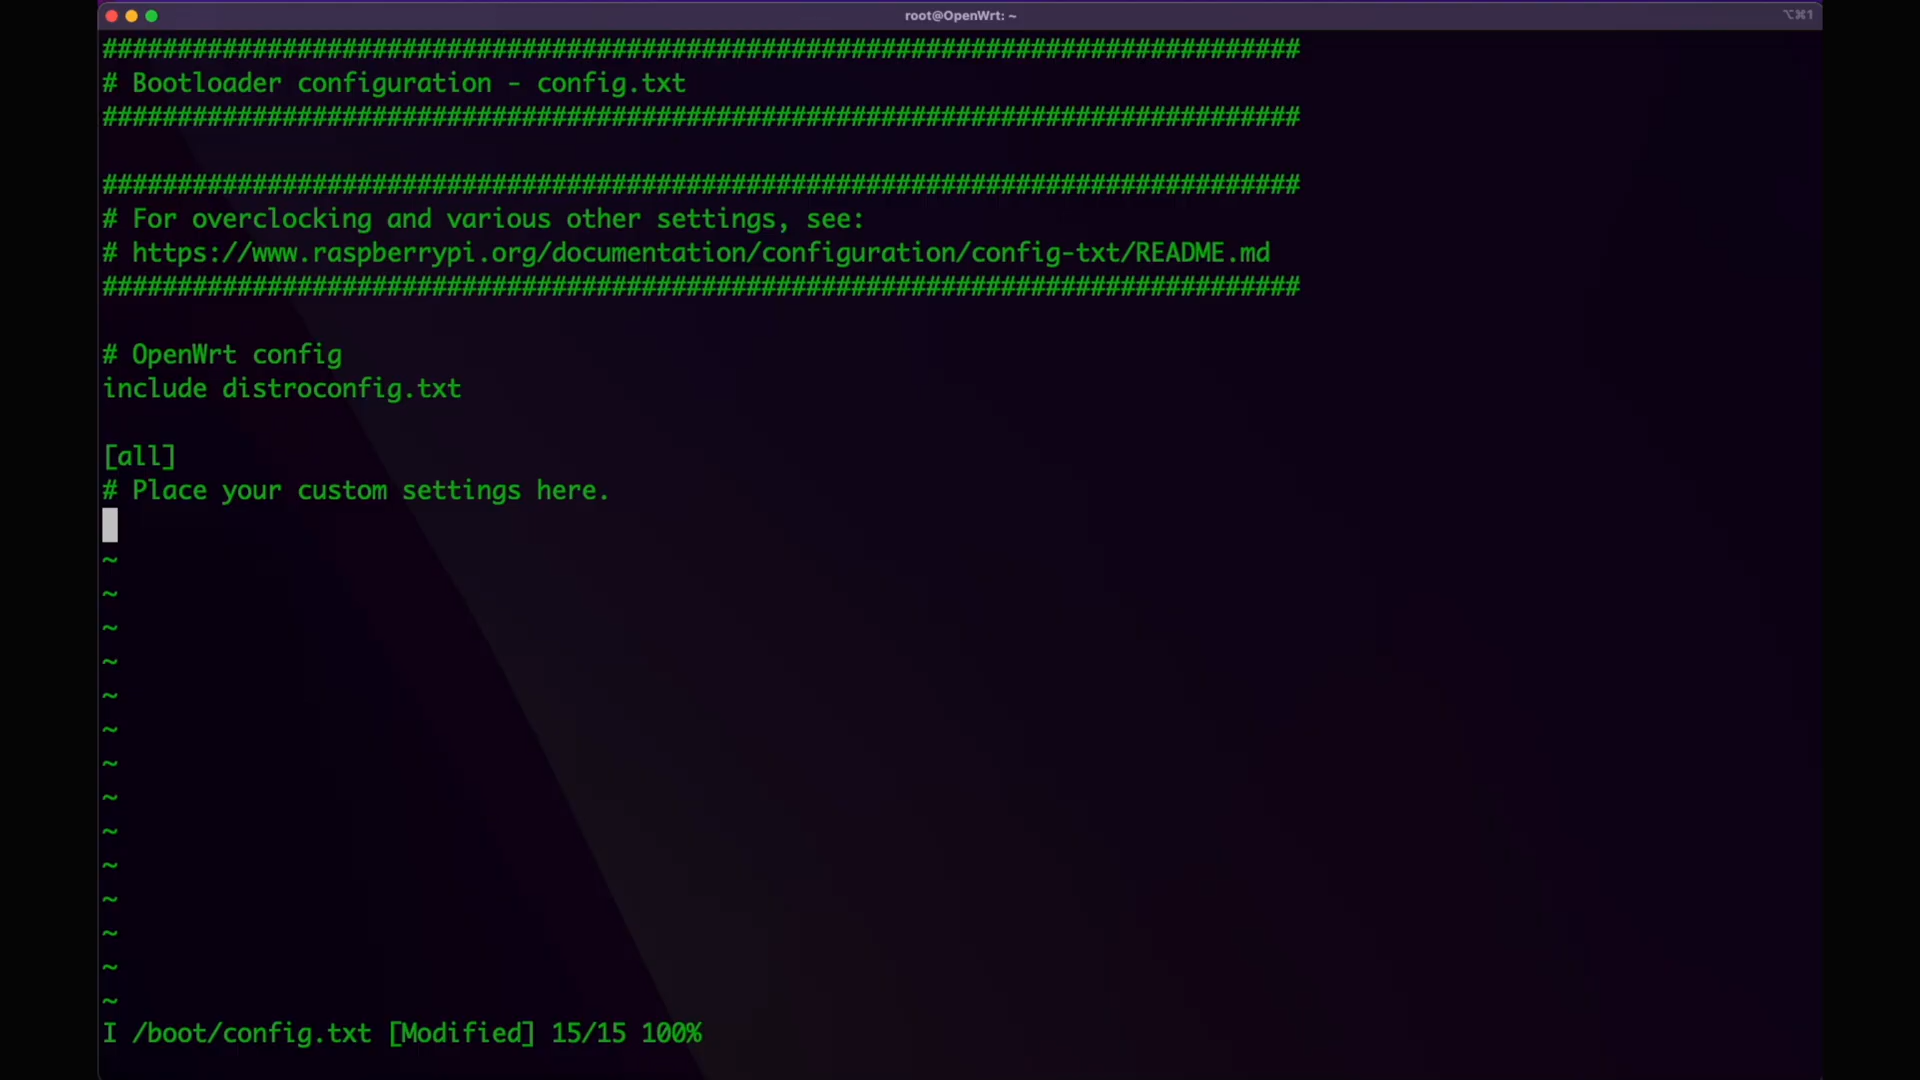 root@OpenWrt: ~
⌥⌘1
################################################################################
# Bootloader configuration - config.txt
################################################################################
################################################################################
# For overclocking and various other settings, see:
# https://www.raspberrypi.org/documentation/configuration/config-txt/README.md
################################################################################
# OpenWrt config
include distroconfig.txt
[all]
# Place your custom settings here.
~
~
~
~
~
~
~
~
~
~
~
~
~
~
I /boot/config.txt [Modified] 15/15 100%